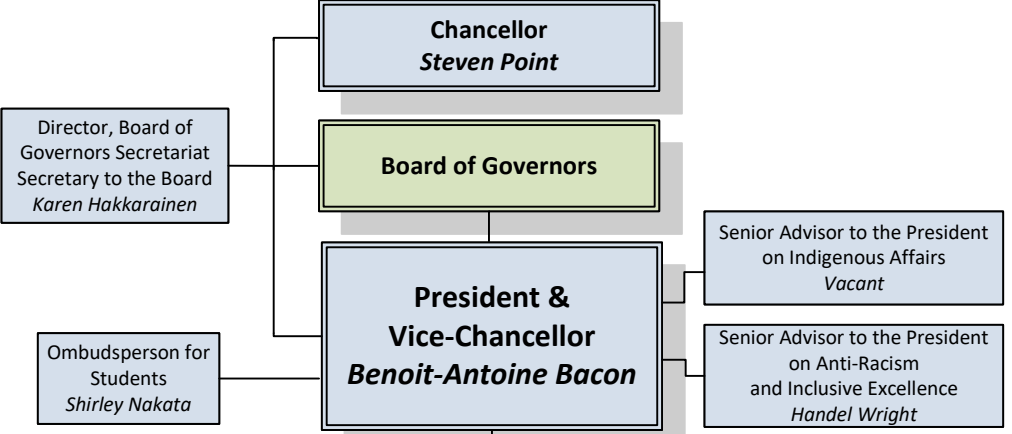 Chancellor
Steven Point
Director, Board of
Governors Secretariat
Secretary to the Board
Karen Hakkarainen
Board of Governors
President &
Vice-Chancellor
Benoit-Antoine Bacon
Senior Advisor to the President
on Indigenous Affairs
Vacant
Ombudsperson for
Students
Shirley Nakata
Senior Advisor to the President
on Anti-Racism
and Inclusive Excellence
Handel Wright